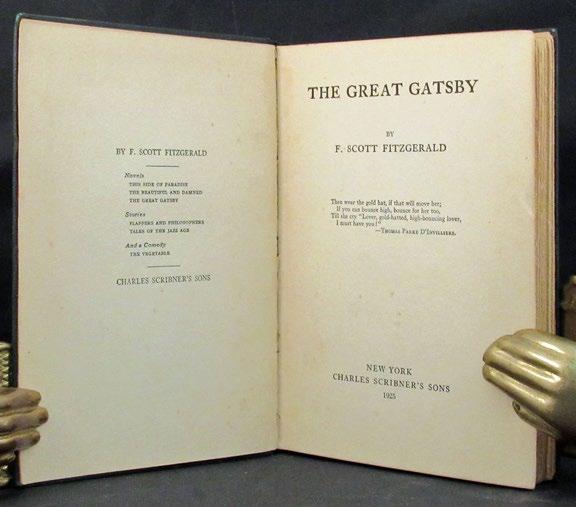 BY F. SCOTT FITZGERALD
Novels
THIS SIDE OF PARADISE
THE BEAUTIFUL AND DAMNED
THE GREAT GATSBY
Stories
FLAPPERS AND PHILOSOPHERS
TALES OF THE JAZZ AGE
And a Comedy
THE VEGETABLE
CHARLES SCRIBNER'S SONS
THE GREAT GATSBY
BY
F. SCOTT FITZGERALD
Then wear the gold hat, if that will move her;
If you can bounce high, bounce for her too,
Till she cry "Lover, gold-hatted, high-bouncing lover,
I must have you!"
—Thomas Parke D'Invilliers.
NEW YORK
CHARLES SCRIBNER'S SONS
1925